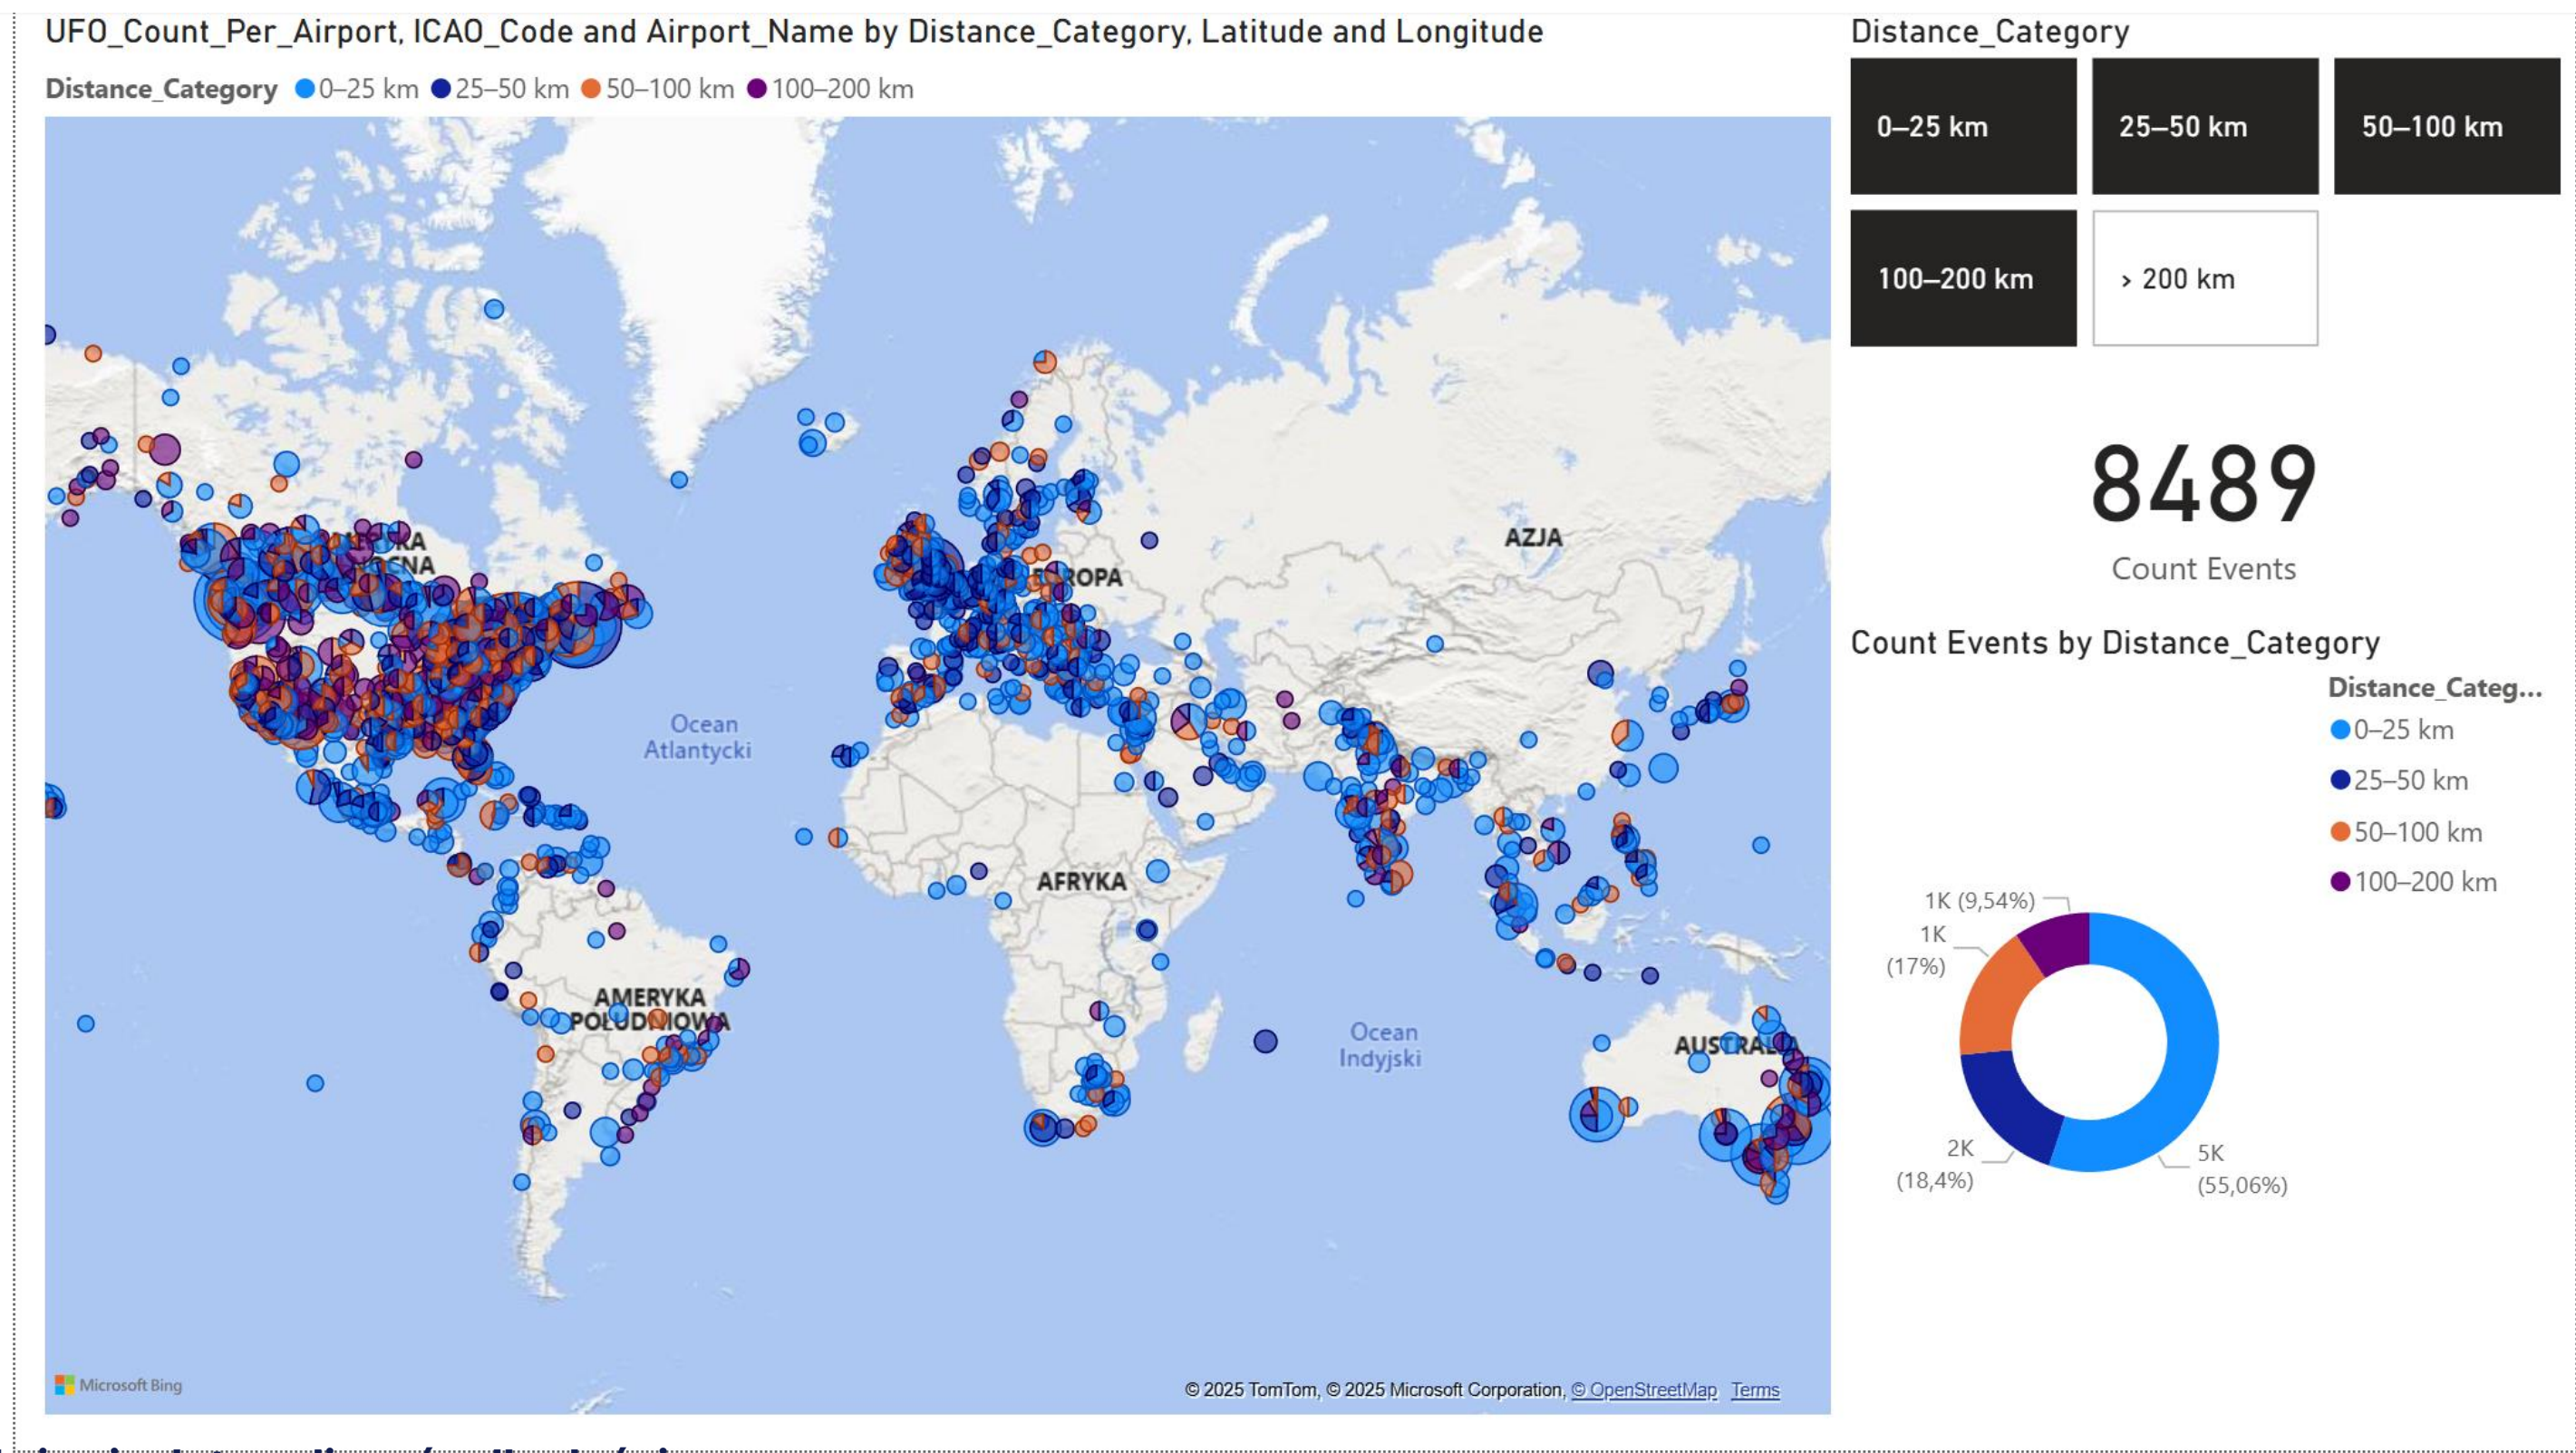 UFO_Count_Per_Airport, ICAO_Code and Airport_Name by Distance_Category, Latitude and Longitude
Distance_Category 0–25 km 25–50 km 50–100 km 100–200 km
AZJA
EUROPA
Ocean
Atlantycki
AFRYKA
AMERYKA
POŁUDNIOWA
Ocean
Indyjski
AUSTRALIA
Microsoft Bing
© 2025 TomTom, © 2025 Microsoft Corporation, © OpenStreetMap Terms
Distance_Category
0–25 km
25–50 km
50–100 km
100–200 km
> 200 km
8489
Count Events
Count Events by Distance_Category
Distance_Categ...
0–25 km
25–50 km
50–100 km
100–200 km
1K (9,54%)
1K
(17%)
2K
(18,4%)
5K
(55,06%)